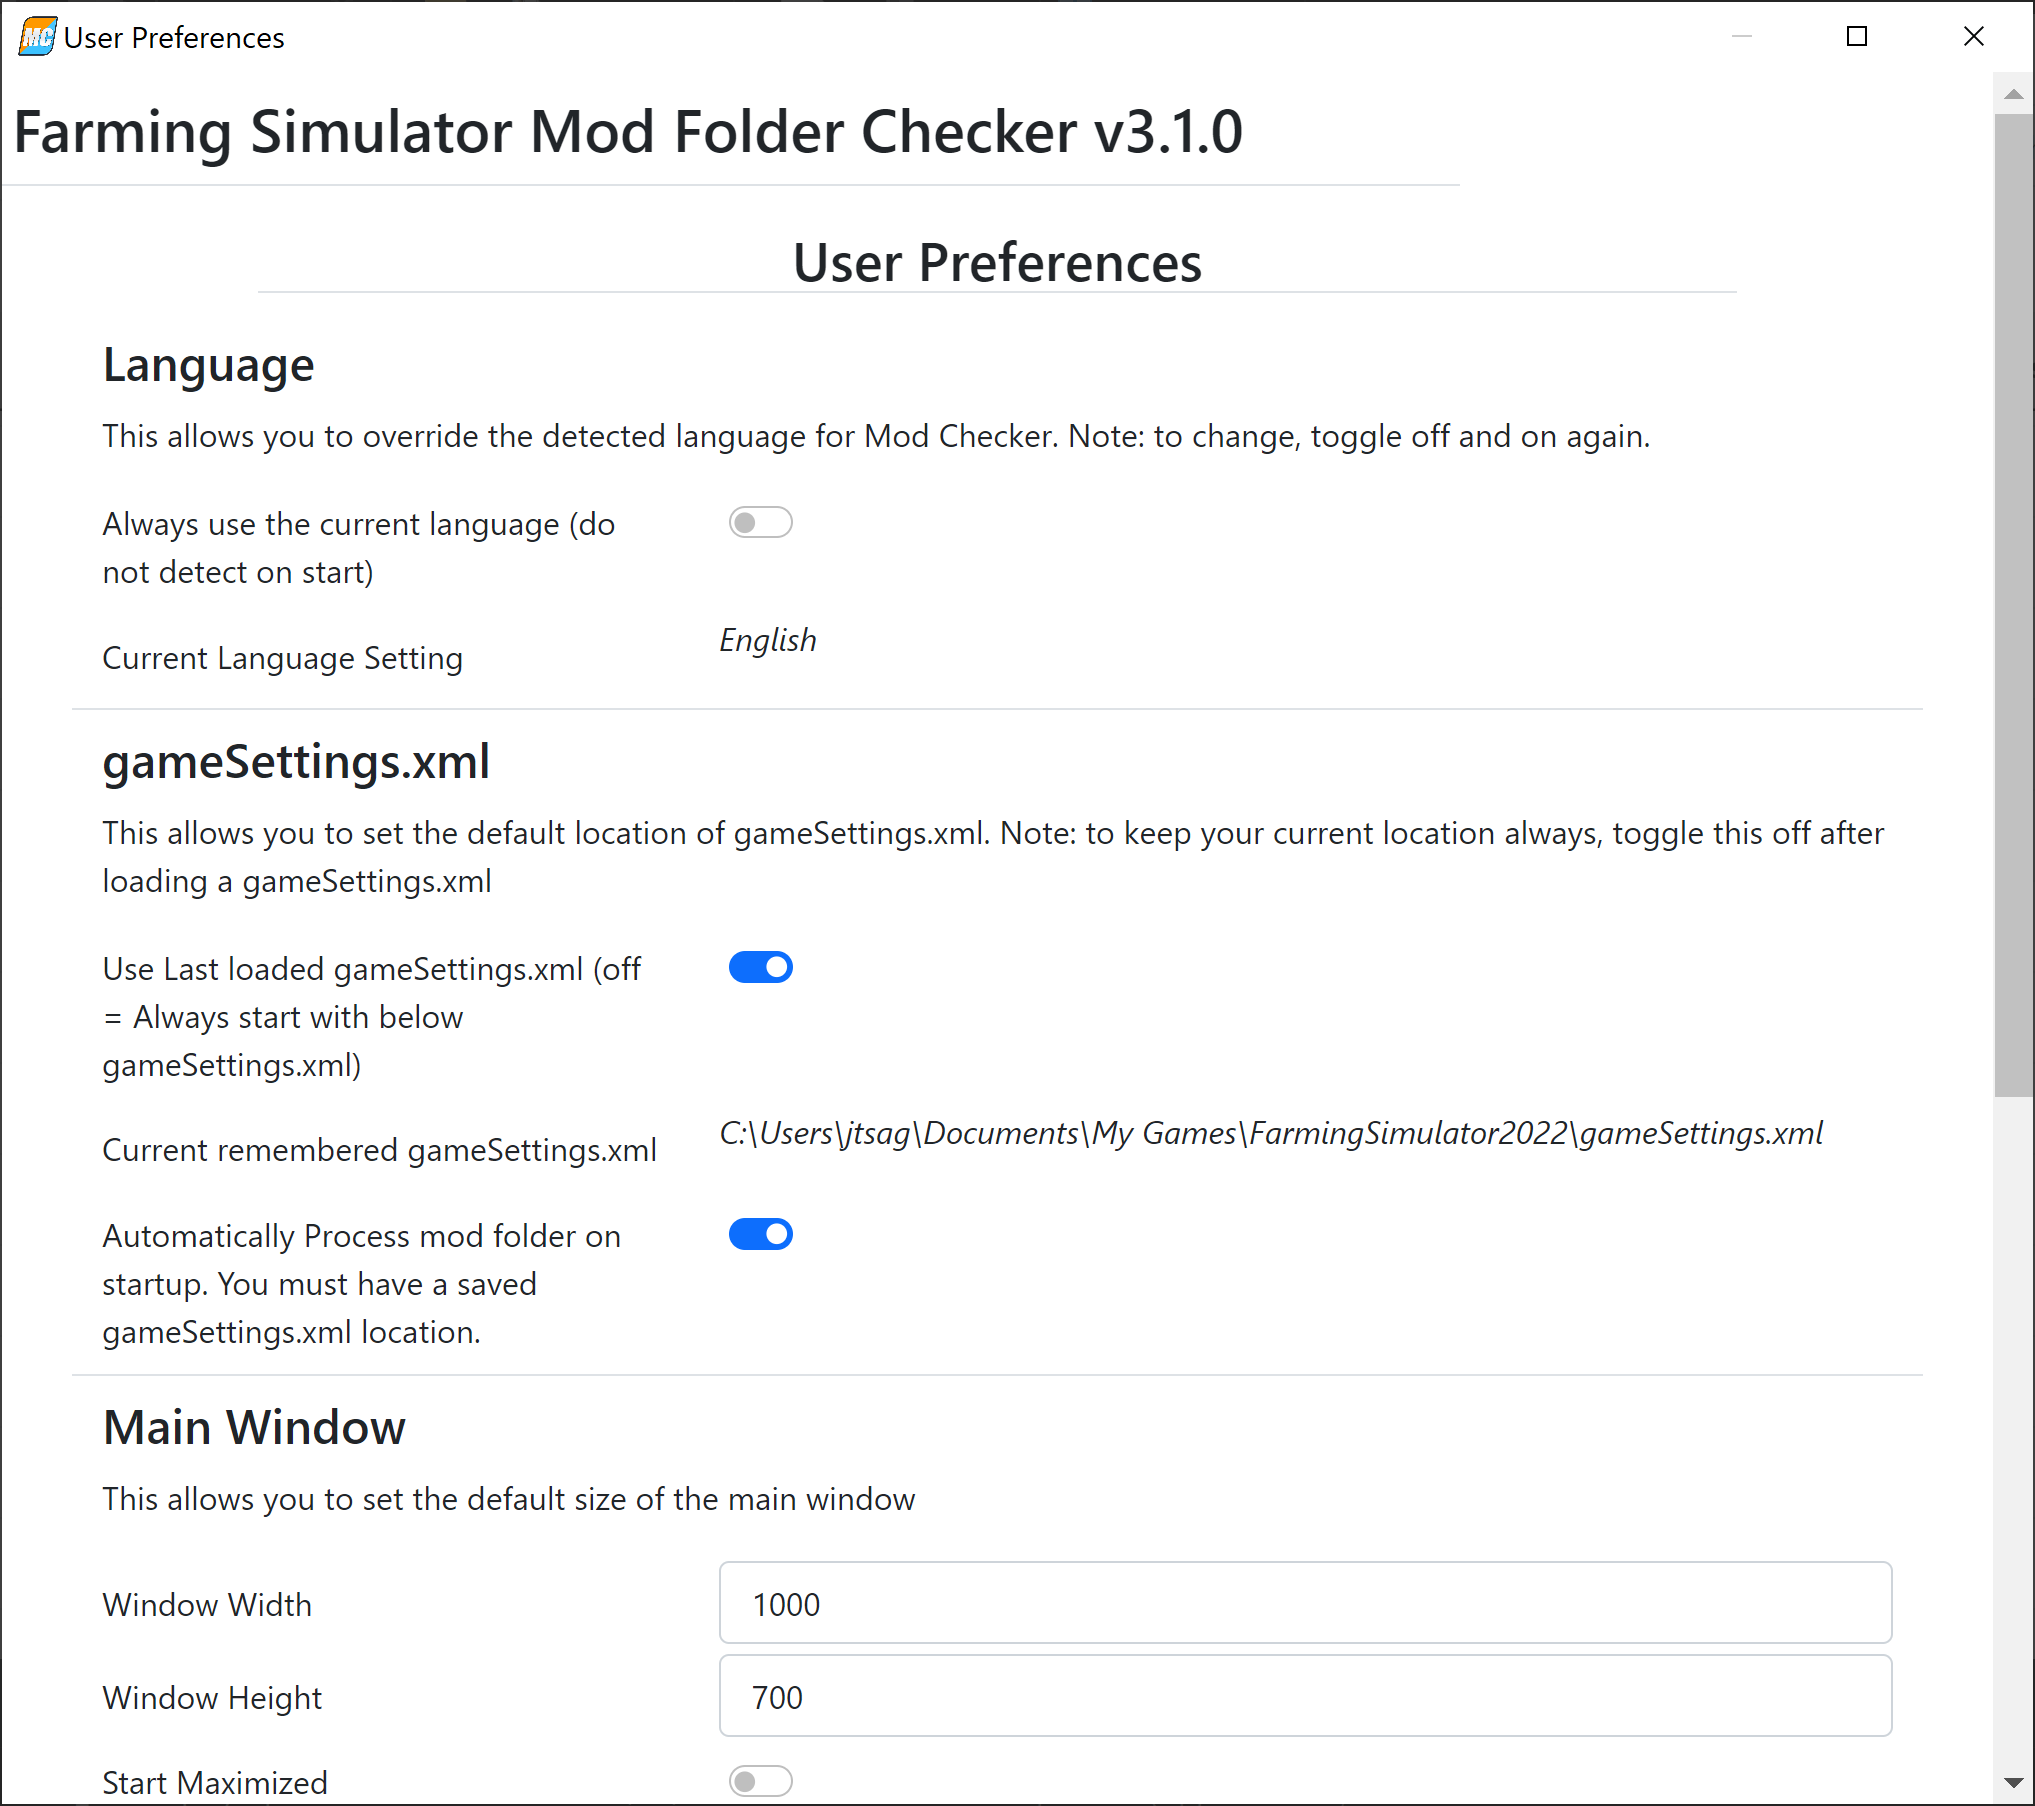 MC User Preferences
Farming Simulator Mod Folder Checker v3.1.0
User Preferences
Language
This allows you to override the detected language for Mod Checker. Note: to change, toggle off and on again.
Always use the current language (do
not detect on start)
Current Language Setting
English
gameSettings.xml
This allows you to set the default location of gameSettings.xml. Note: to keep your current location always, toggle this off after
loading a gameSettings.xml
Use Last loaded gameSettings.xml (off
= Always start with below
gameSettings.xml)
Current remembered gameSettings.xml
C:\Users\jtsag\Documents\My Games\FarmingSimulator2022\gameSettings.xml
Automatically Process mod folder on
startup. You must have a saved
gameSettings.xml location.
Main Window
This allows you to set the default size of the main window
Window Width
1000
Window Height
700
Start Maximized